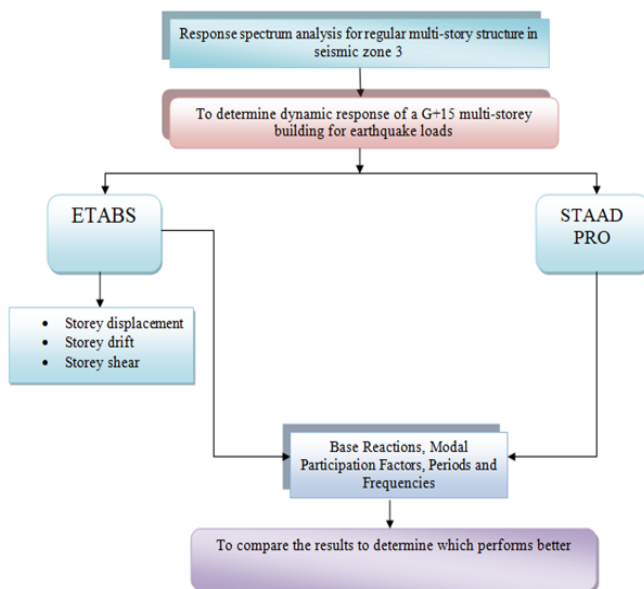 Response spectrum analysis for regular multi-story structure in
seismic zone 3
To determine dynamic response of a G+15 multi-storey
building for earthquake loads
ETABS
STAAD
PRO
• Storey displacement
• Storey drift
• Storey shear
Base Reactions, Modal
Participation Factors, Periods and
Frequencies
To compare the results to determine which performs better